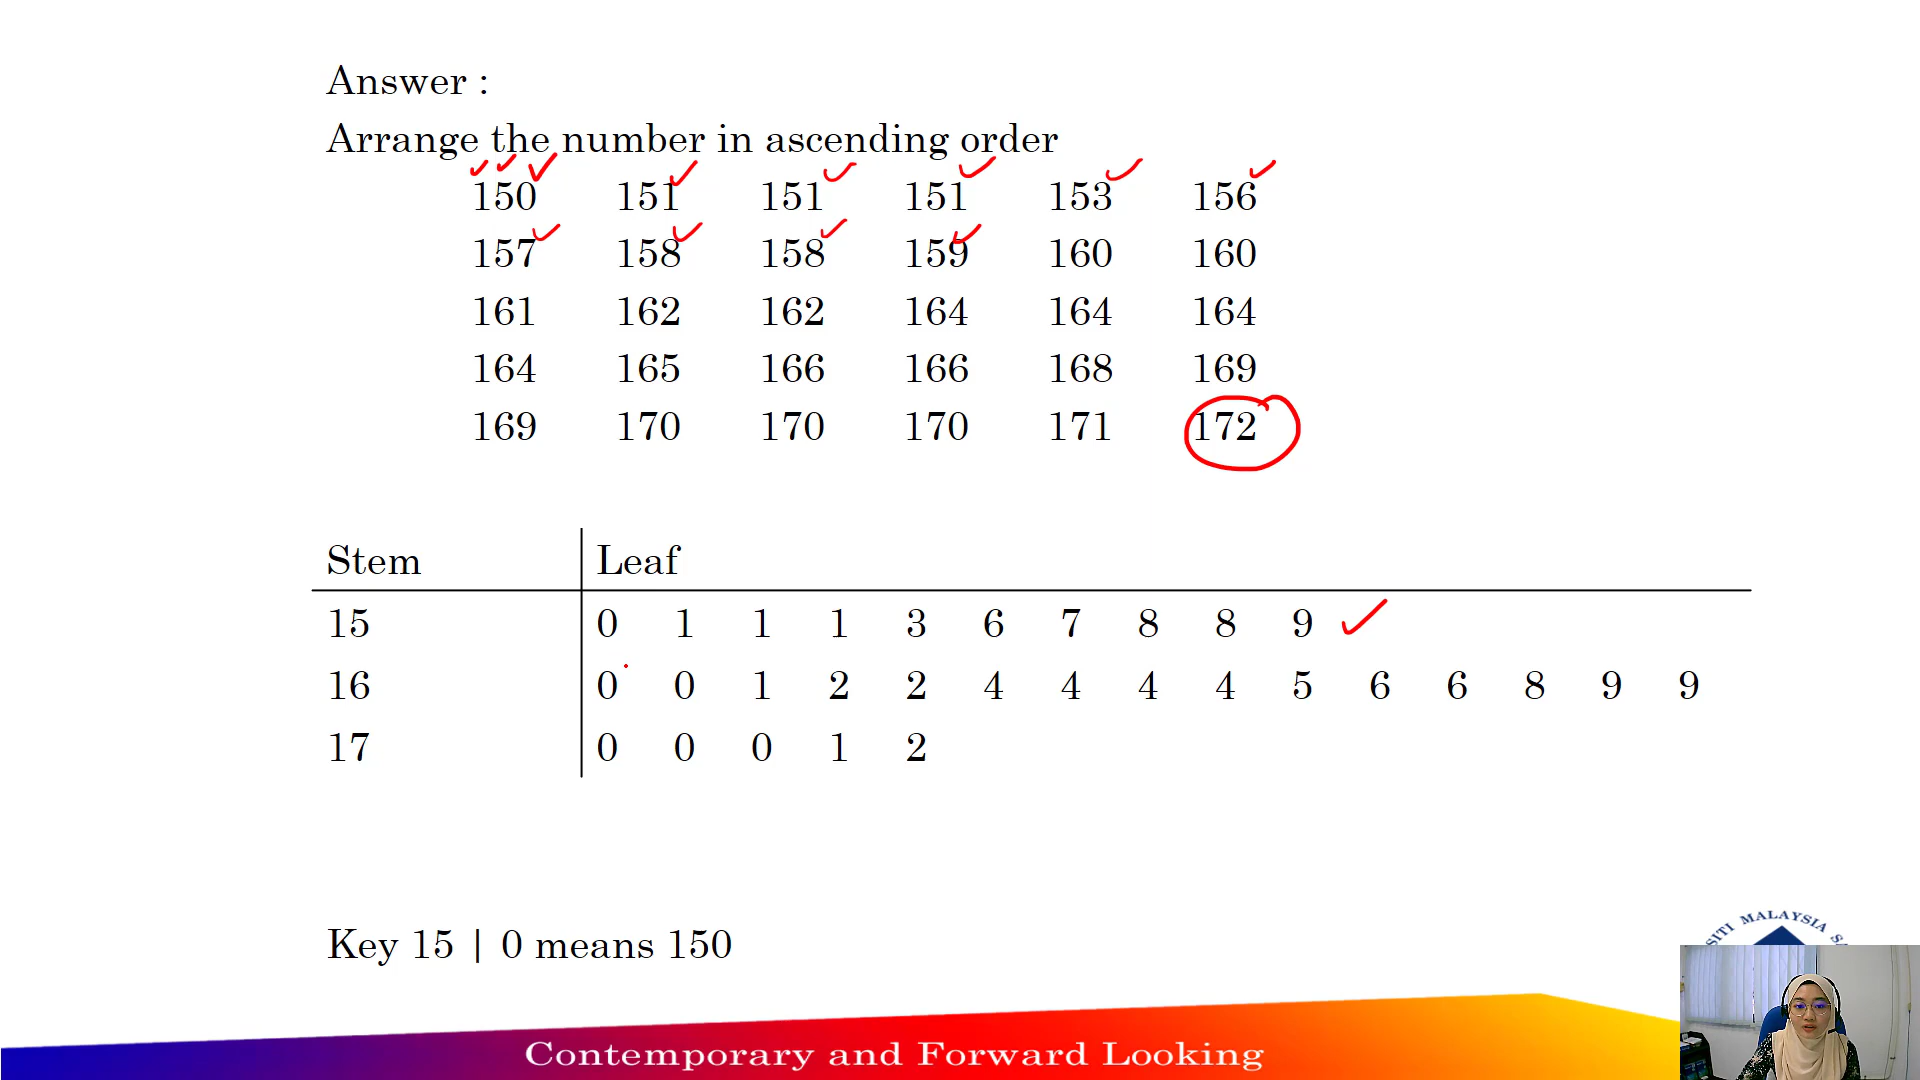 Answer :
Arrange the number in ascending order
150 151 151 151 153 156
157 158 158 159 160 160
161 162 162 164 164 164
164 165 166 166 168 169
169 170 170 170 171 172
Stem Leaf
15 0 1 1 1 3 6 7 8 8 9
16 0 0 1 2 2 4 4 4 4 5 6 6 8 9 9
17 0 0 0 1 2
Key 15 | 0 means 150
MALAYSIA
Contemporary and Forward Looking